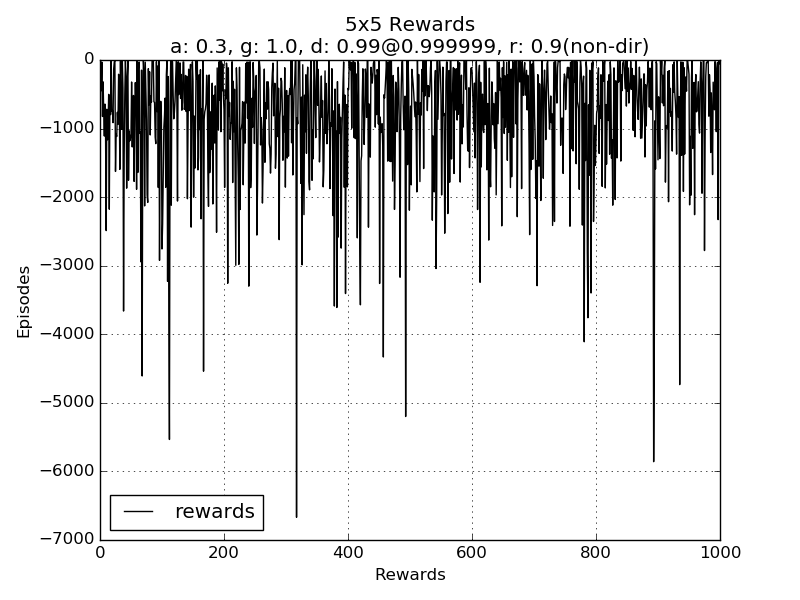 5x5 Rewards
a: 0.3, g: 1.0, d: 0.99@0.999999, r: 0.9(non-dir)
0
−1000
−2000
−3000
−4000
−5000
−6000
−7000
Episodes
rewards
0 200 400 600 800 1000
Rewards